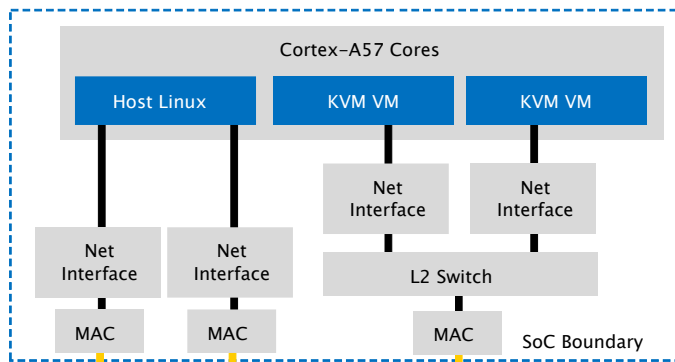 Cortex-A57 Cores
Host Linux
KVM VM
KVM VM
Net
Interface
Net
Interface
Net
Interface
Net
Interface
L2 Switch
MAC
MAC
MAC
SoC Boundary